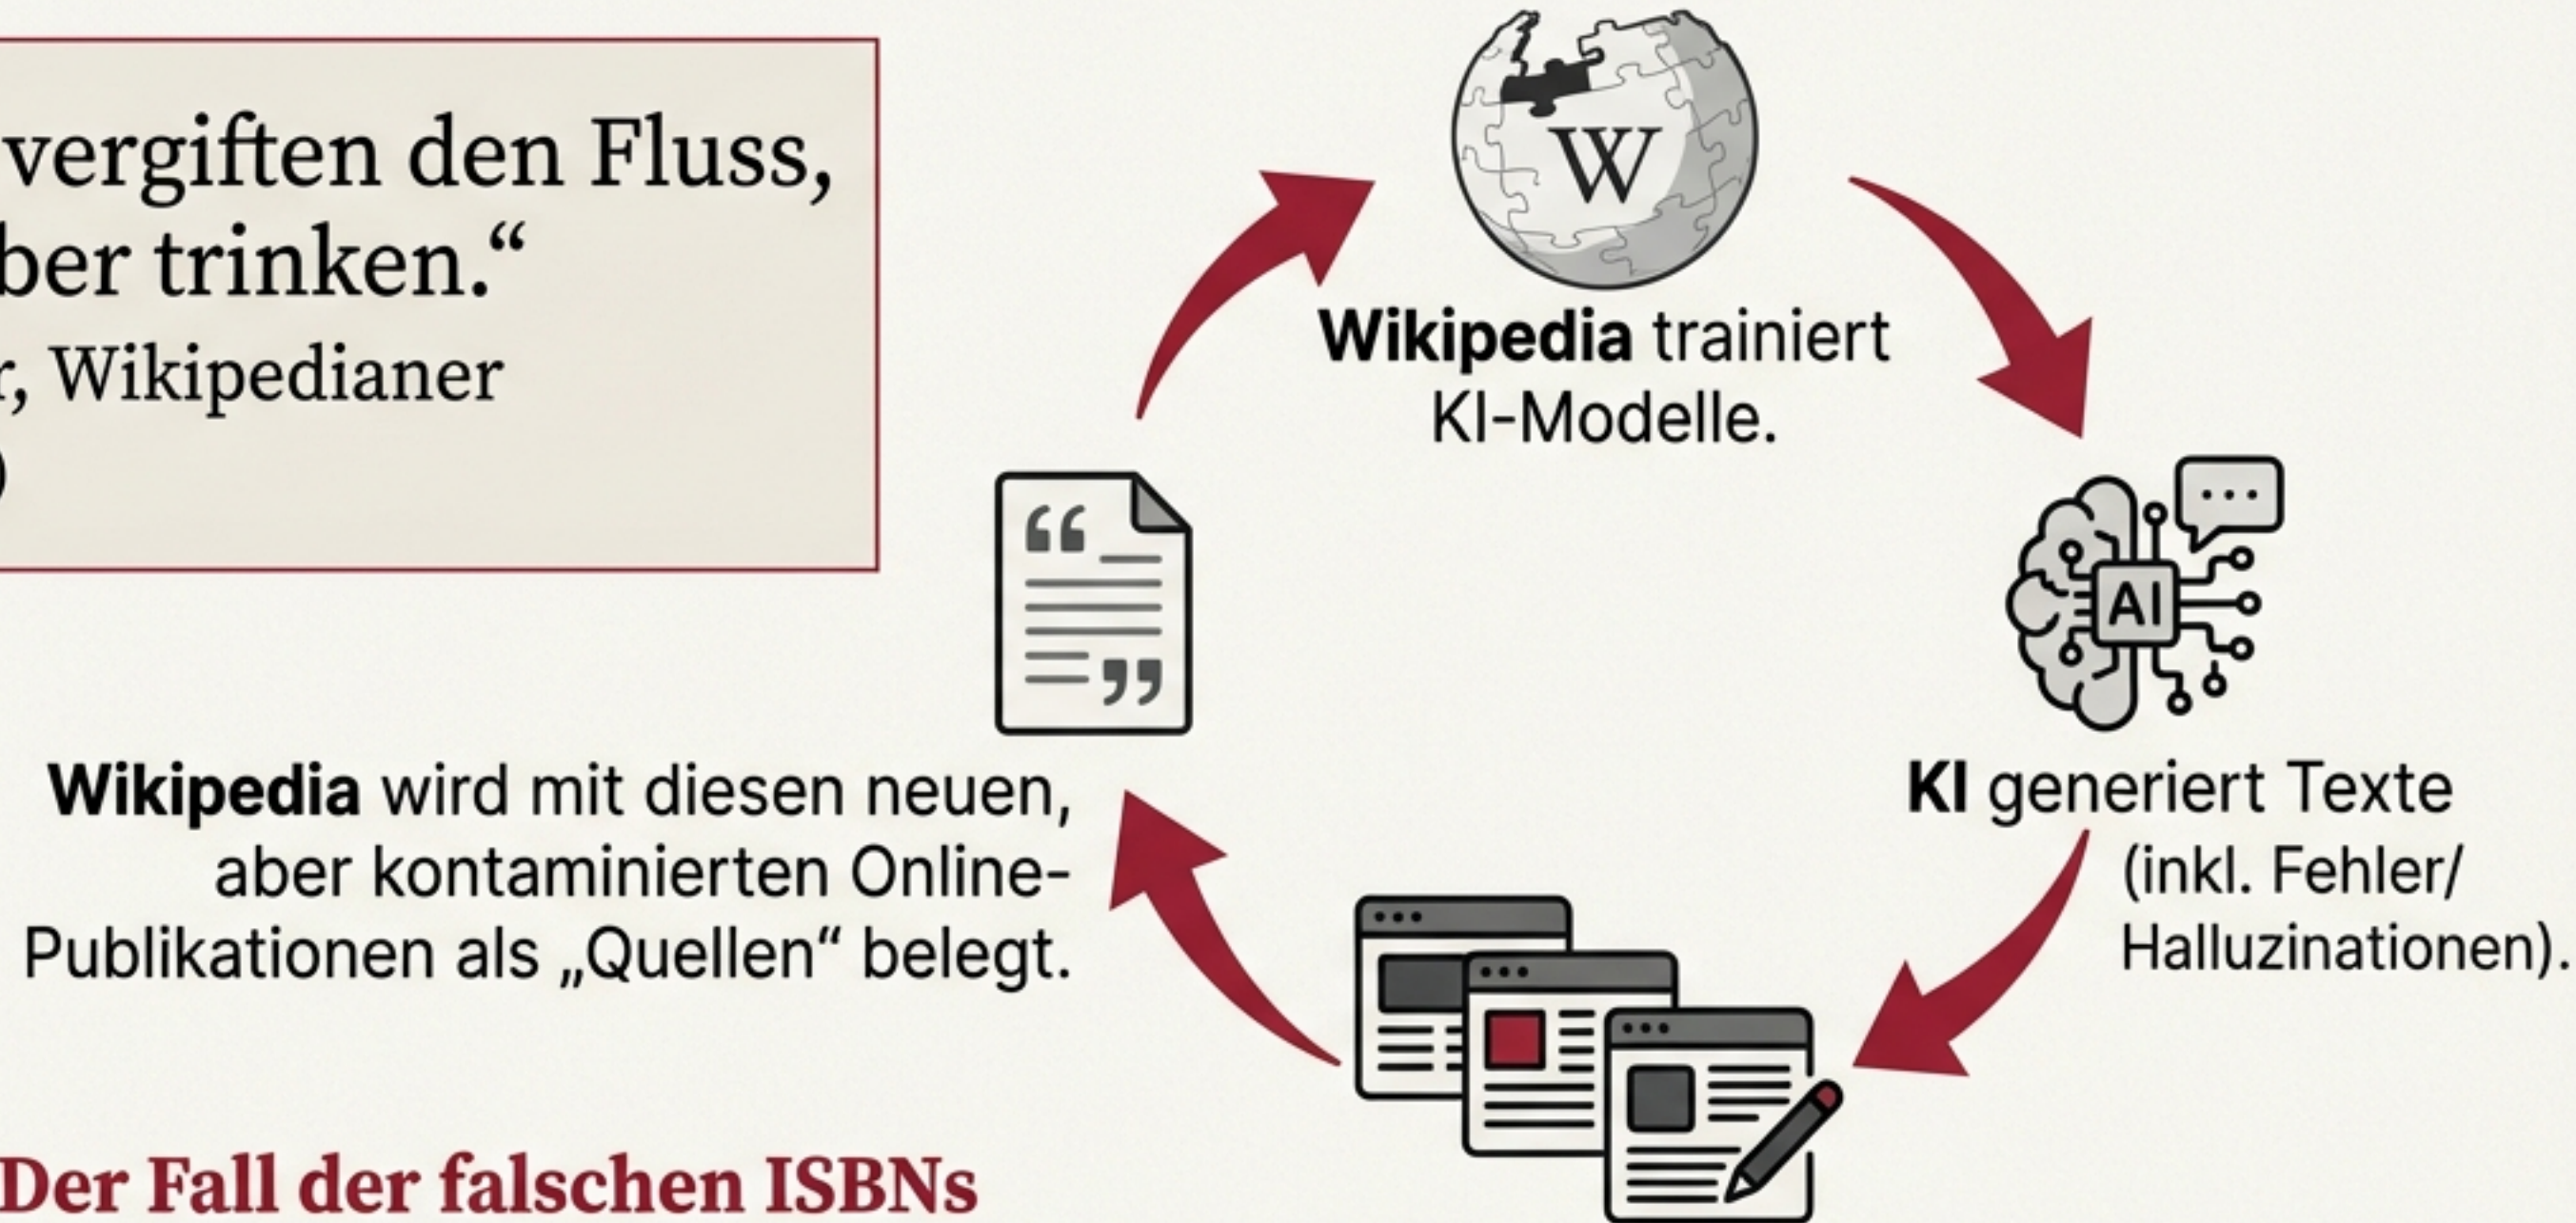 vergiften den Fluss,
ber trinken.“
r, Wikipedianer
)
W
Wikipedia trainiert
KI-Modelle.
AI
KI generiert Texte
(inkl. Fehler/
Halluzinationen).
Wikipedia wird mit diesen neuen,
aber kontaminierten Online-
Publikationen als „Quellen“ belegt.
Der Fall der falschen ISBNs